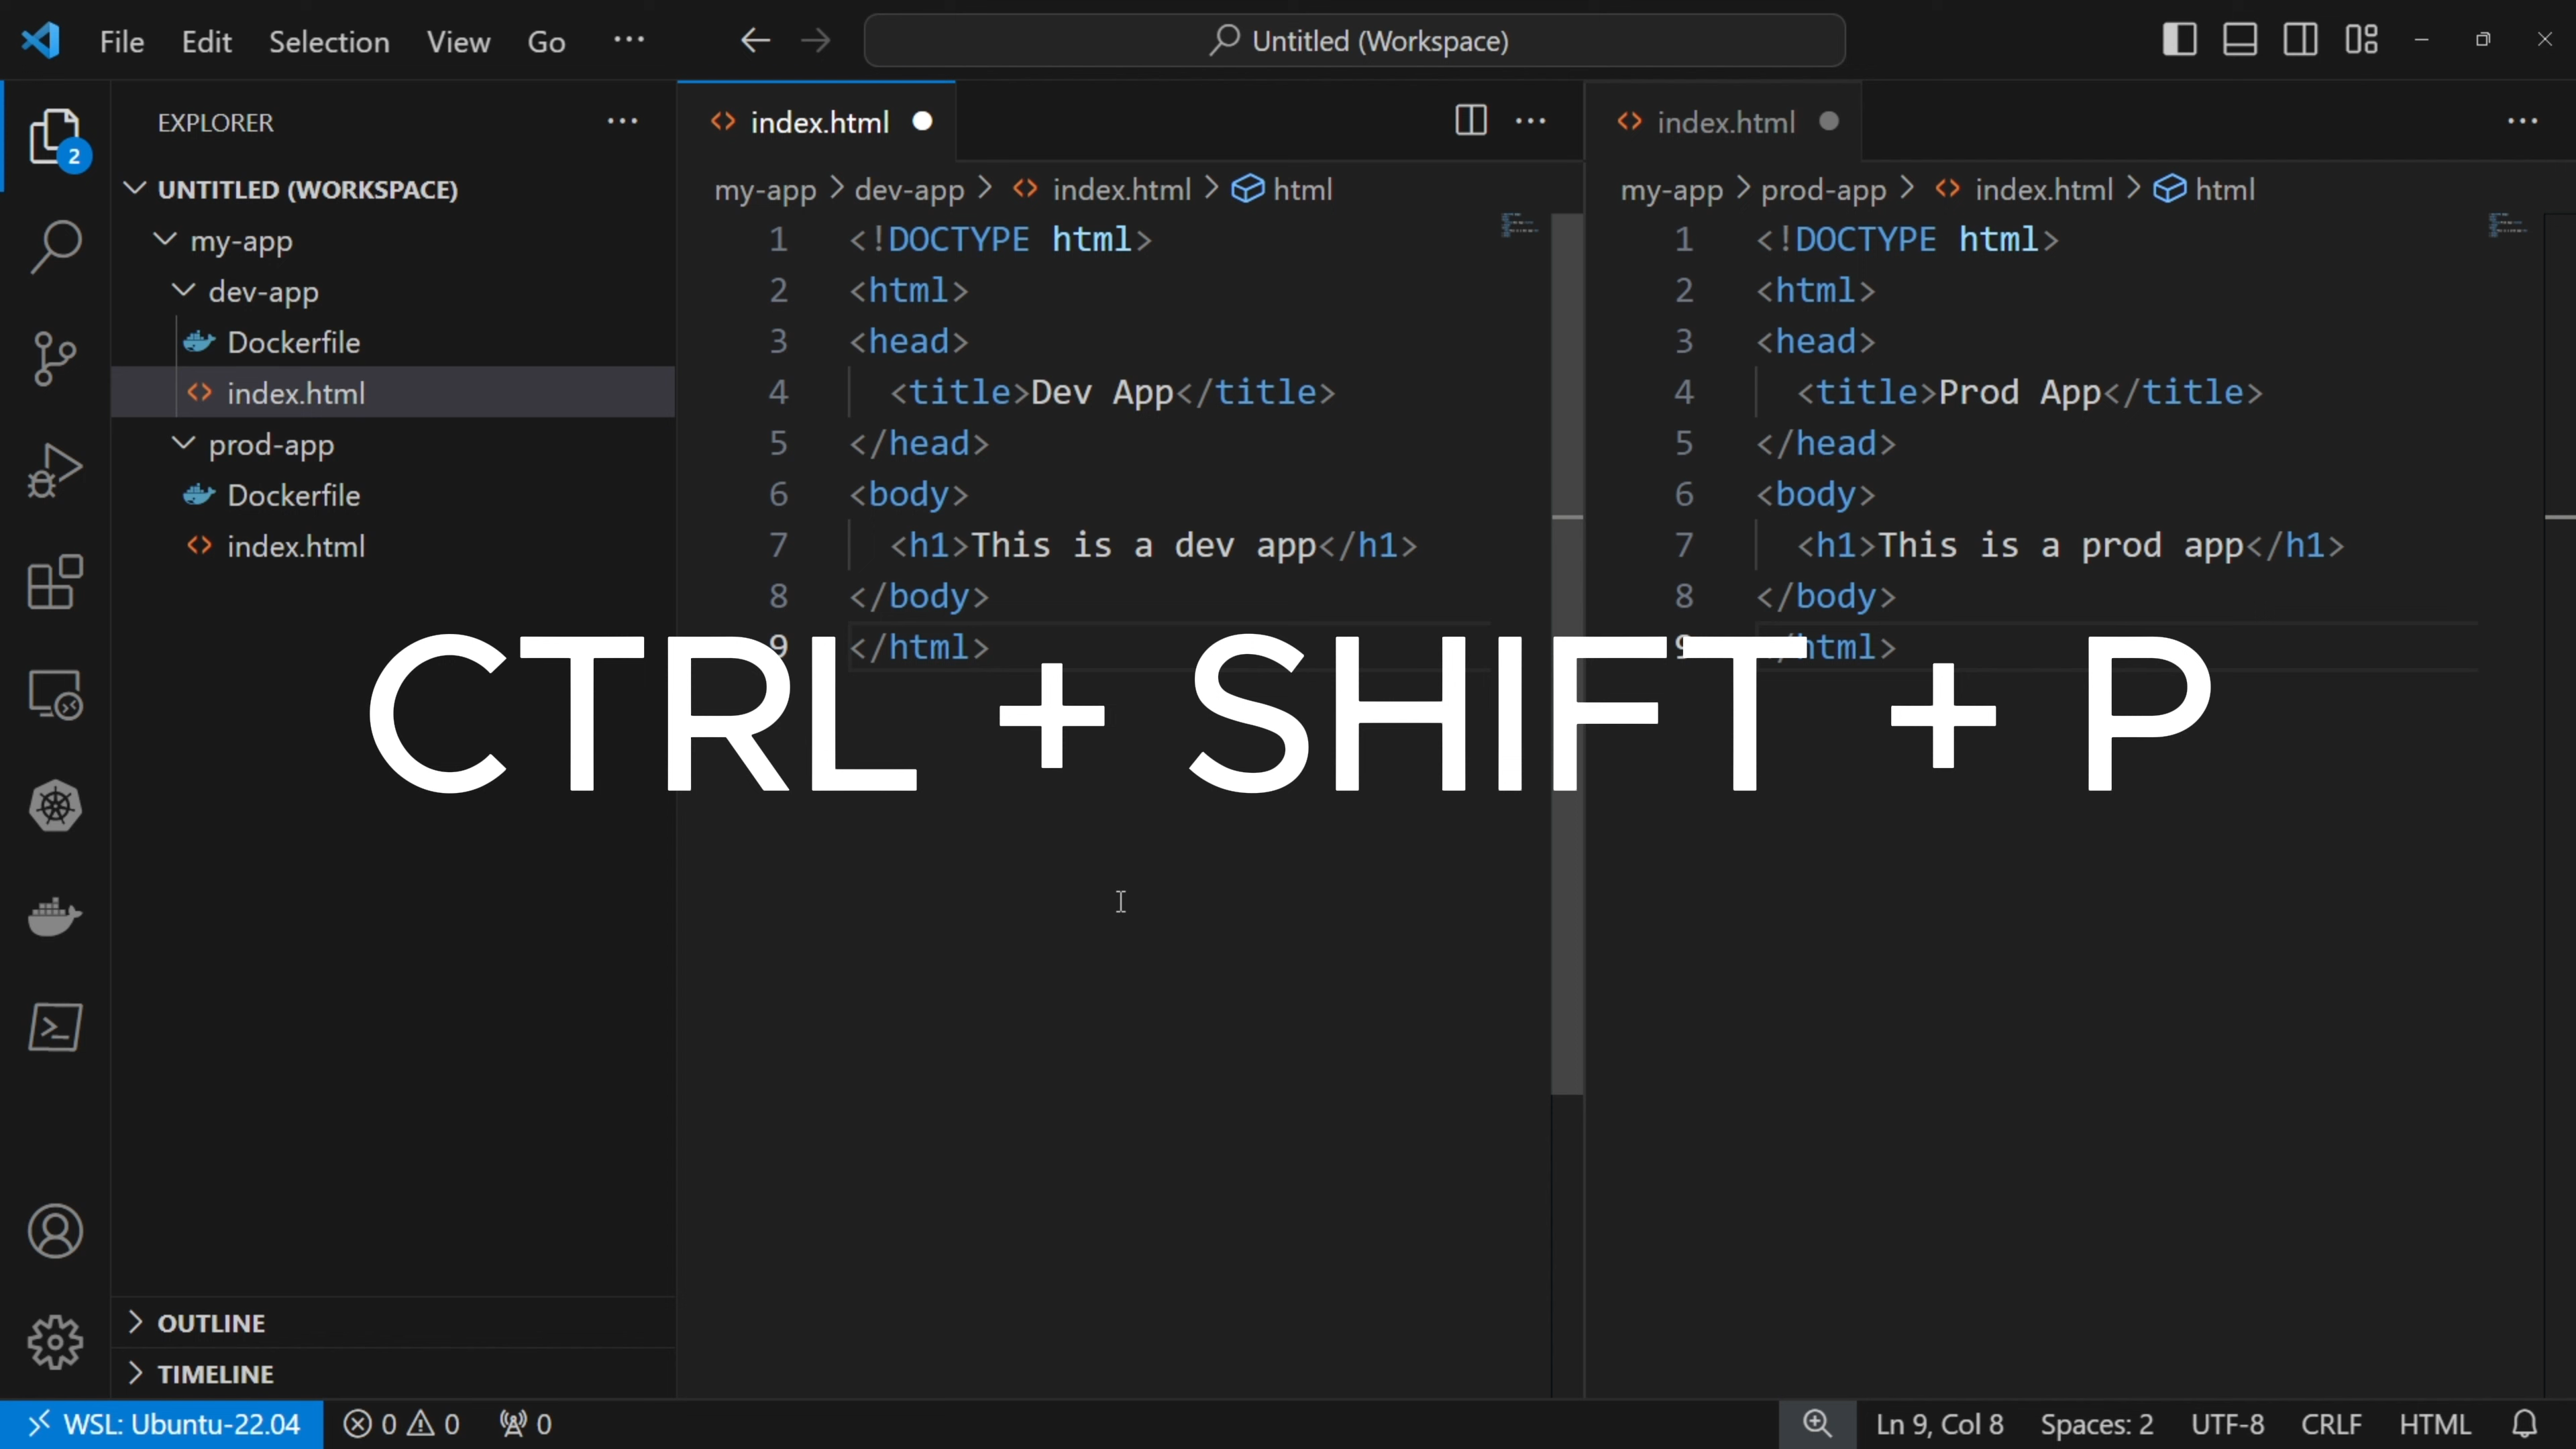 File Edit Selection View Go ···
Untitled (Workspace)
2
EXPLORER
UNTITLED (WORKSPACE)
my-app
dev-app
Dockerfile
index.html
prod-app
Dockerfile
index.html
OUTLINE
TIMELINE
index.html
my-app > dev-app > index.html > html
1 <!DOCTYPE html>
2 <html>
3 <head>
4 <title>Dev App</title>
5 </head>
6 <body>
7 <h1>This is a dev app</h1>
8 </body>
9 </html>
index.html
my-app > prod-app > index.html > html
1 <!DOCTYPE html>
2 <html>
3 <head>
4 <title>Prod App</title>
5 </head>
6 <body>
7 <h1>This is a prod app</h1>
8 </body>
9 </html>
CTRL + SHIFT + P
WSL: Ubuntu-22.04 0 0 0
Ln 9, Col 8 Spaces: 2 UTF-8 CRLF HTML